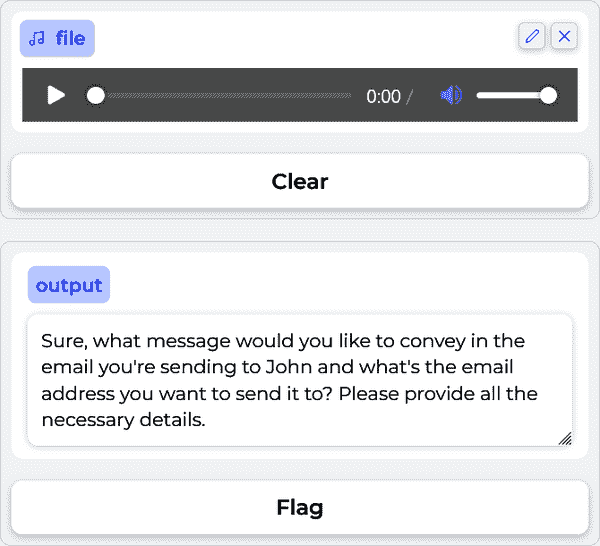 file
0:00 /
Clear
output
Sure, what message would you like to convey in the
email you're sending to John and what's the email
address you want to send it to? Please provide all the
necessary details.
Flag